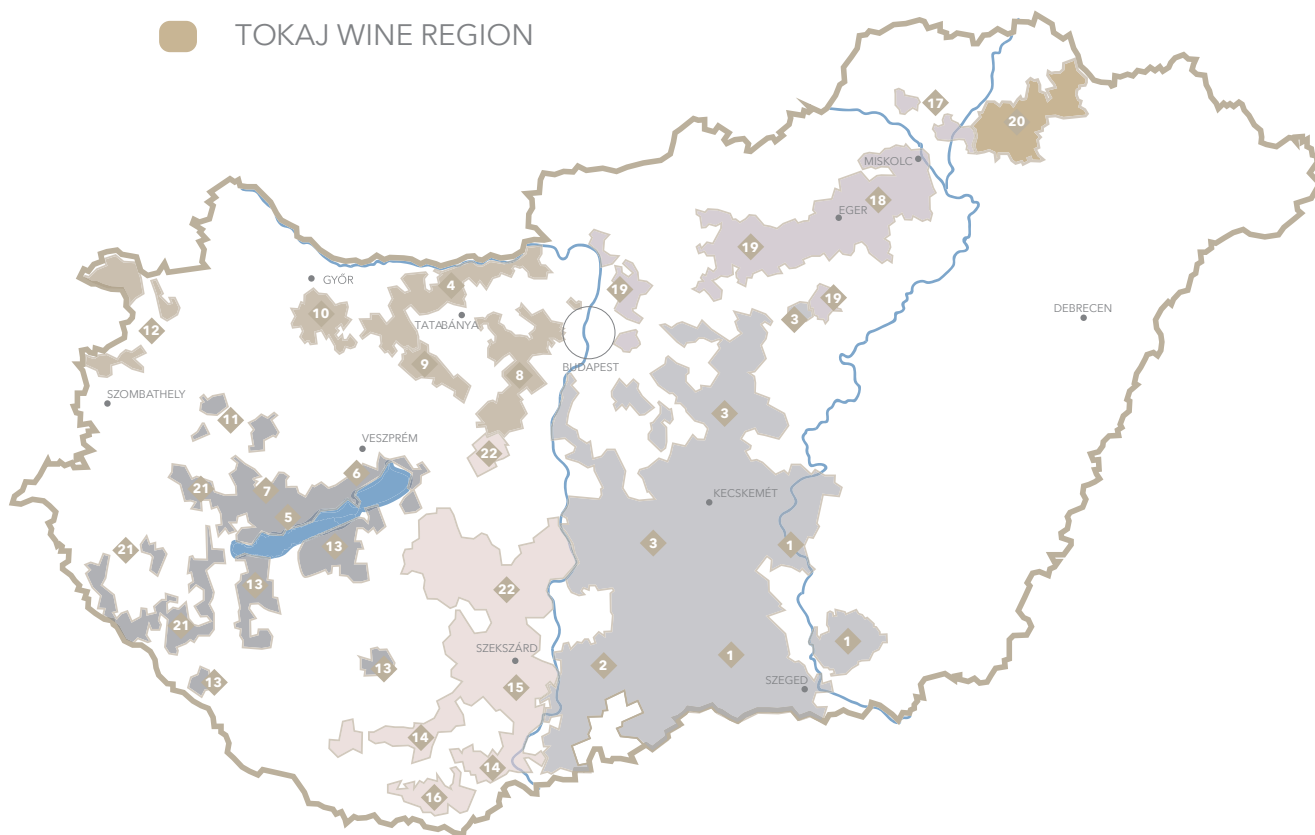 TOKAJ WINE REGION
17
20
MISKOLC
18
EGER
19
GYŐR
4
19
19
10
3
DEBRECEN
TATABÁNYA
12
9
BUDAPEST
8
SZOMBATHELY
3
11
VESZPRÉM
22
6
21
7
KECSKEMÉT
5
3
1
13
21
13
22
21
1
SZEKSZÁRD
1
2
13
13
15
SZEGED
14
14
16